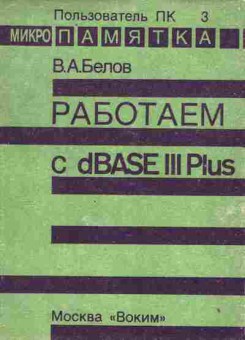 Пользователь ПК 3
МИКРО ПАМЯТКА
В.А.Белов
РАБОТАЕМ
С dBASE III Plus
Москва «Воким»